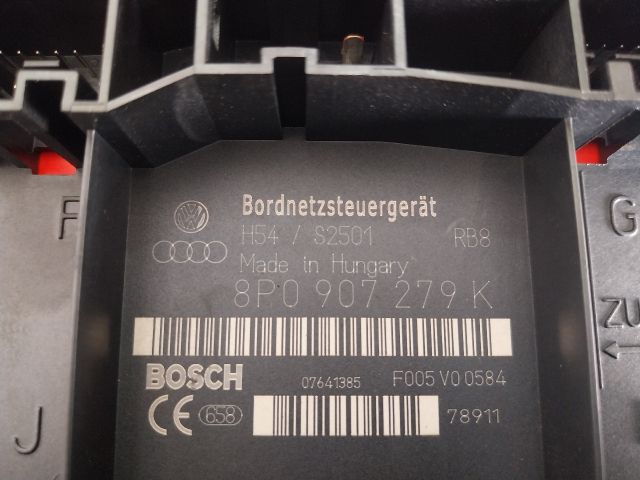 Bordnetzsteuergerät
H54 / S2501 RB8
Made in Hungary
8P0 907 279 K
BOSCH 07641385 F005 V0 0584
CE 658 78911
F
J
G
ZU